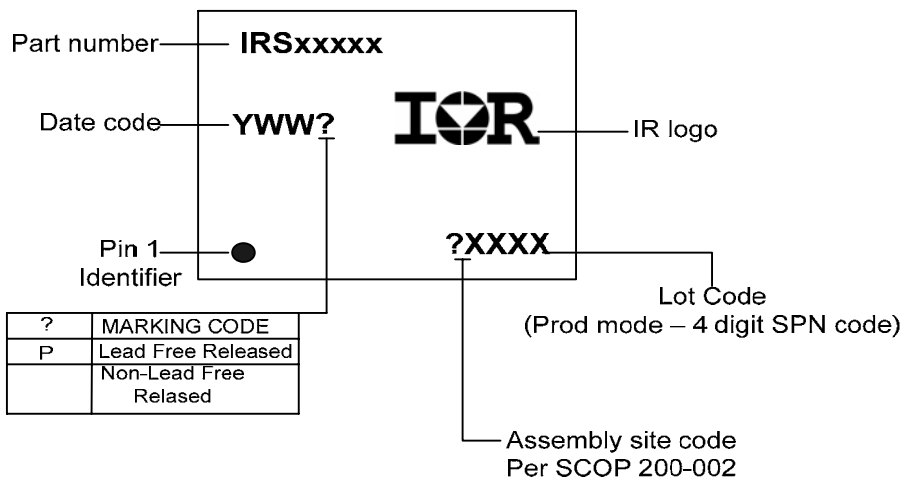 Part number
IRSxxxxx
Date code
YWW?
IOR
IR logo
Pin 1
Identifier
?XXXX
Lot Code
(Prod mode – 4 digit SPN code)
? MARKING CODE
P Lead Free Released
Non-Lead Free
Relased
Assembly site code
Per SCOP 200-002